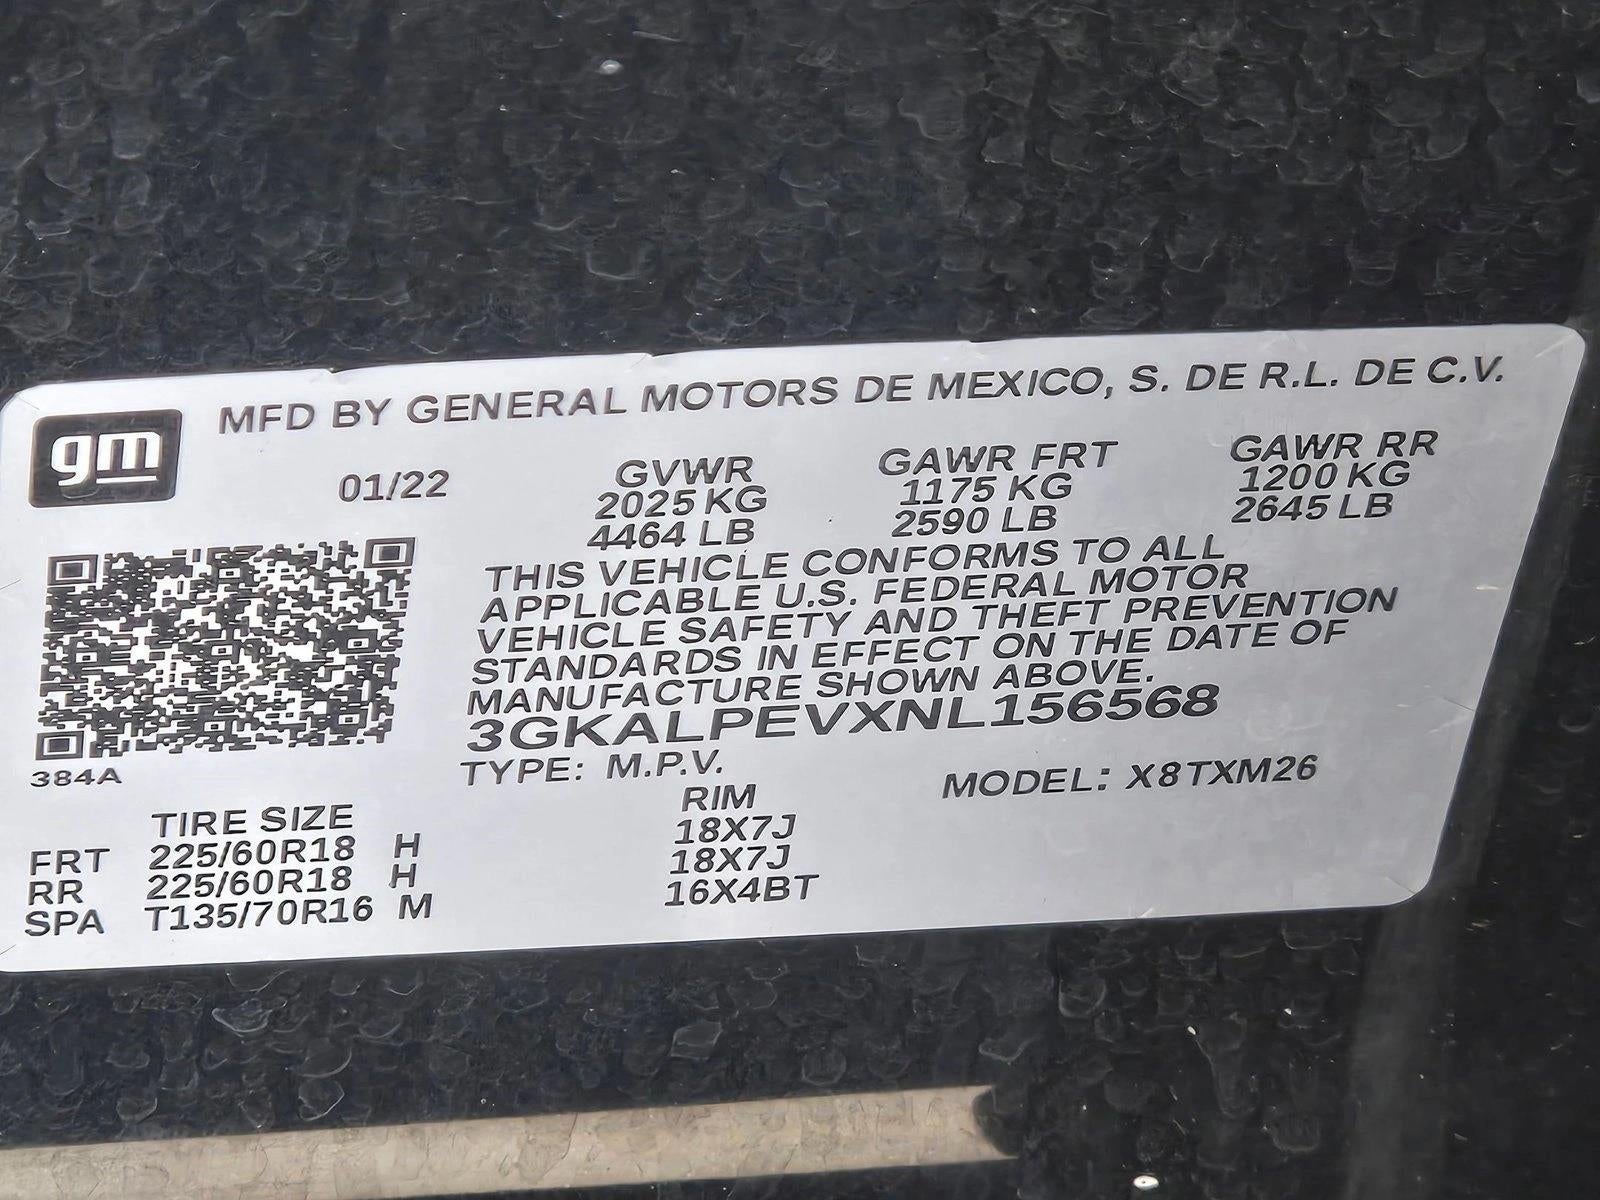 MFD BY GENERAL MOTORS DE MEXICO, S. DE R.L. DE C.V.
gm
01/22 GVWR GAWR FRT GAWR RR
2025 KG 1175 KG 1200 KG
4464 LB 2590 LB 2645 LB
THIS VEHICLE CONFORMS TO ALL
APPLICABLE U.S. FEDERAL MOTOR
VEHICLE SAFETY AND THEFT PREVENTION
STANDARDS IN EFFECT ON THE DATE OF
MANUFACTURE SHOWN ABOVE.
3GKALPEVXNL156568
384A
TYPE: M.P.V. MODEL: X8TXM26
TIRE SIZE RIM
FRT 225/60R18 H 18X7J
RR 225/60R18 H 18X7J
SPA T135/70R16 M 16X4BT